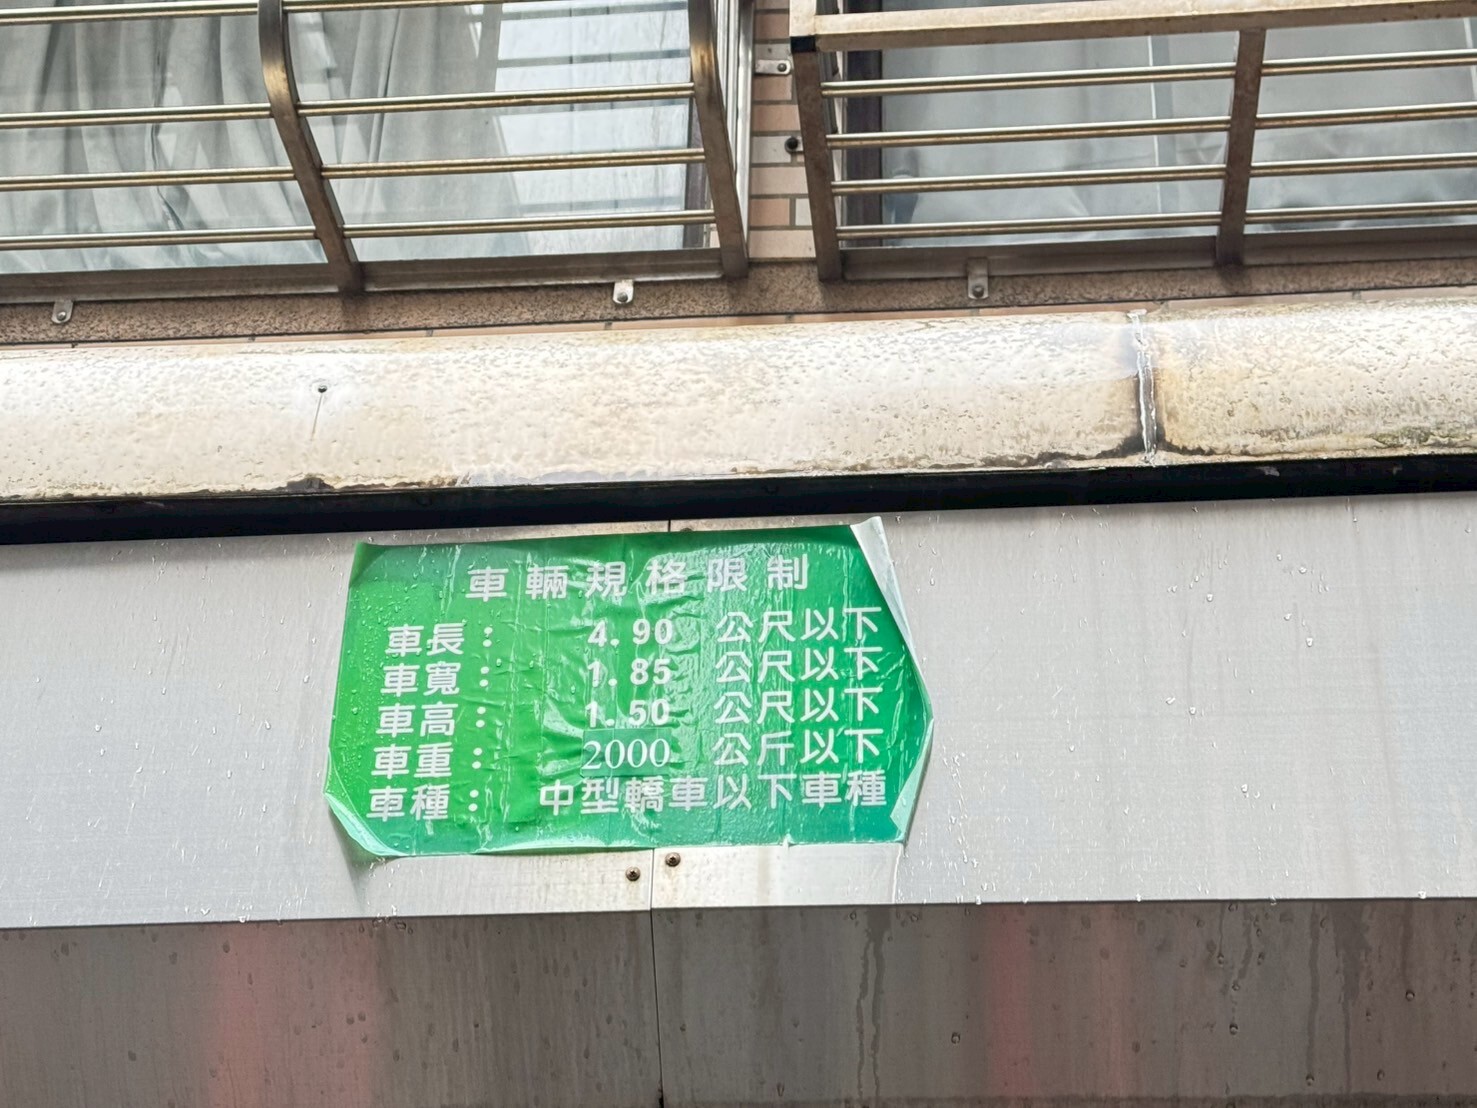 車輛規格限制
車長： 4.90 公尺以下
車寬： 1.85 公尺以下
車高： 1.50 公尺以下
車重： 2000 公斤以下
車種： 中型轎車以下車種